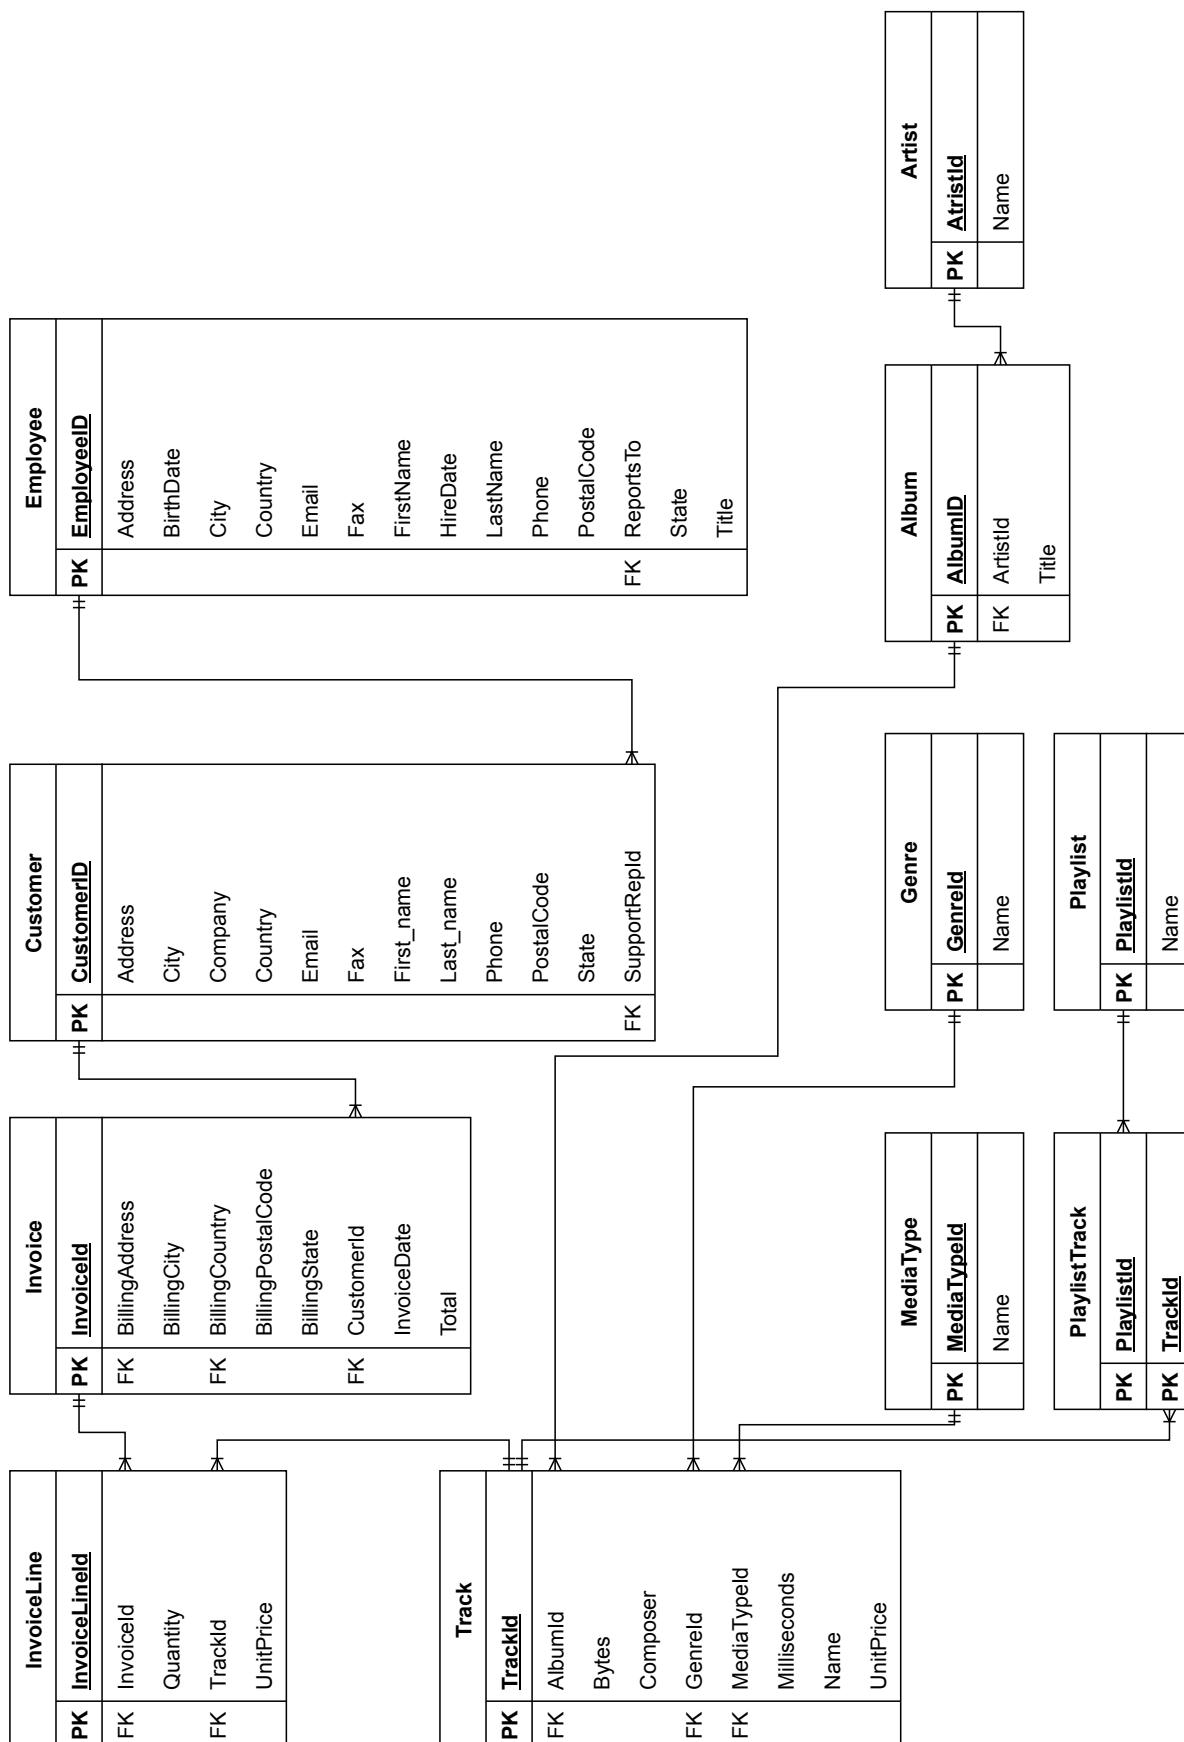 InvoiceLine
PK InvoiceLineId
FK InvoiceId
Quantity
FK TrackId
UnitPrice
Invoice
PK InvoiceId
FK BillingAddress
BillingCity
FK BillingCountry
BillingPostalCode
BillingState
FK CustomerId
InvoiceDate
Total
Customer
PK CustomerID
Address
City
Company
Country
Email
Fax
First_name
Last_name
Phone
PostalCode
State
FK SupportRepId
Employee
PK EmployeeID
Address
BirthDate
City
Country
Email
Fax
FirstName
HireDate
LastName
Phone
PostalCode
FK ReportsTo
State
Title
Track
PK TrackId
FK AlbumId
Bytes
Composer
FK GenreId
FK MediaTypeId
Milliseconds
Name
UnitPrice
MediaType
PK MediaTypeId
Name
Genre
PK GenreId
Name
Album
PK AlbumID
FK ArtistId
Title
Artist
PK AtristId
Name
PlaylistTrack
PK PlaylistId
PK TrackId
Playlist
PK PlaylistId
Name